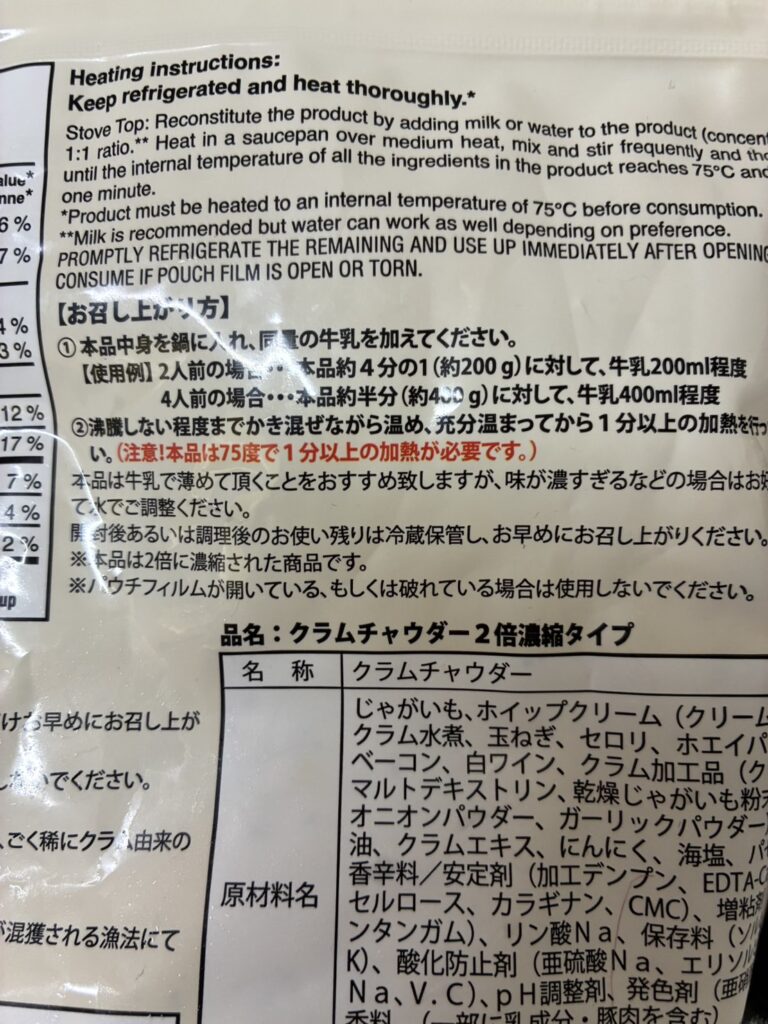 Heating instructions:
Keep refrigerated and heat thoroughly.*
Stove Top: Reconstitute the product by adding milk or water to the product (concent
1:1 ratio.** Heat in a saucepan over medium heat, mix and stir frequently and tho
until the internal temperature of all the ingredients in the product reaches 75°C and
one minute.
*Product must be heated to an internal temperature of 75°C before consumption.
**Milk is recommended but water can work as well depending on preference.
PROMPTLY REFRIGERATE THE REMAINING AND USE UP IMMEDIATELY AFTER OPENING
CONSUME IF POUCH FILM IS OPEN OR TORN.
【お召し上がり方】
①本品中身を鍋に入れ、同量の牛乳を加えてください。
【使用例】2人前の場合・・・本品約4分の1(約200g)に対して、牛乳200ml程度
4人前の場合・・・本品約半分(約400g)に対して、牛乳400ml程度
②沸騰しない程度までかき混ぜながら温め、充分温まってから1分以上の加熱を行っ
い。(注意!本品は75度で1分以上の加熱が必要です。)
本品は牛乳で薄めて頂くことをおすすめ致しますが、味が濃すぎるなどの場合はお好
て水でご調整ください。
開封後あるいは調理後のお使い残りは冷蔵保管し、お早めにお召し上がりください。
※本品は2倍に濃縮された商品です。
※パウチフィルムが開いている、もしくは破れている場合は使用しないでください。
品名:クラムチャウダー2倍濃縮タイプ
名 称 クラムチャウダー
原材料名
じゃがいも、ホイップクリーム(クリーム
クラム水煮、玉ねぎ、セロリ、ホエイパ
ベーコン、白ワイン、クラム加工品(ク
マルトデキストリン、乾燥じゃがいも粉末
オニオンパウダー、ガーリックパウダー
油、クラムエキス、にんにく、海塩、パ
香辛料/安定剤(加工デンプン、EDTA-C
セルロース、カラギナン、CMC)、増粘剤
ンタンガム)、リン酸Na、保存料(ソル
K)、酸化防止剤(亜硫酸Na、エリソル
Na、V.C)、pH調整剤、発色剤(亜硝
香料、(一部に乳成分・豚肉を含む)
alue*
nne*
6 %
7 %
4 %
3 %
12 %
17 %
7 %
4 %
2 %
up
けお早めにお召し上が
しないでください。
、ごく稀にクラム由来の
が混獲される漁法にて